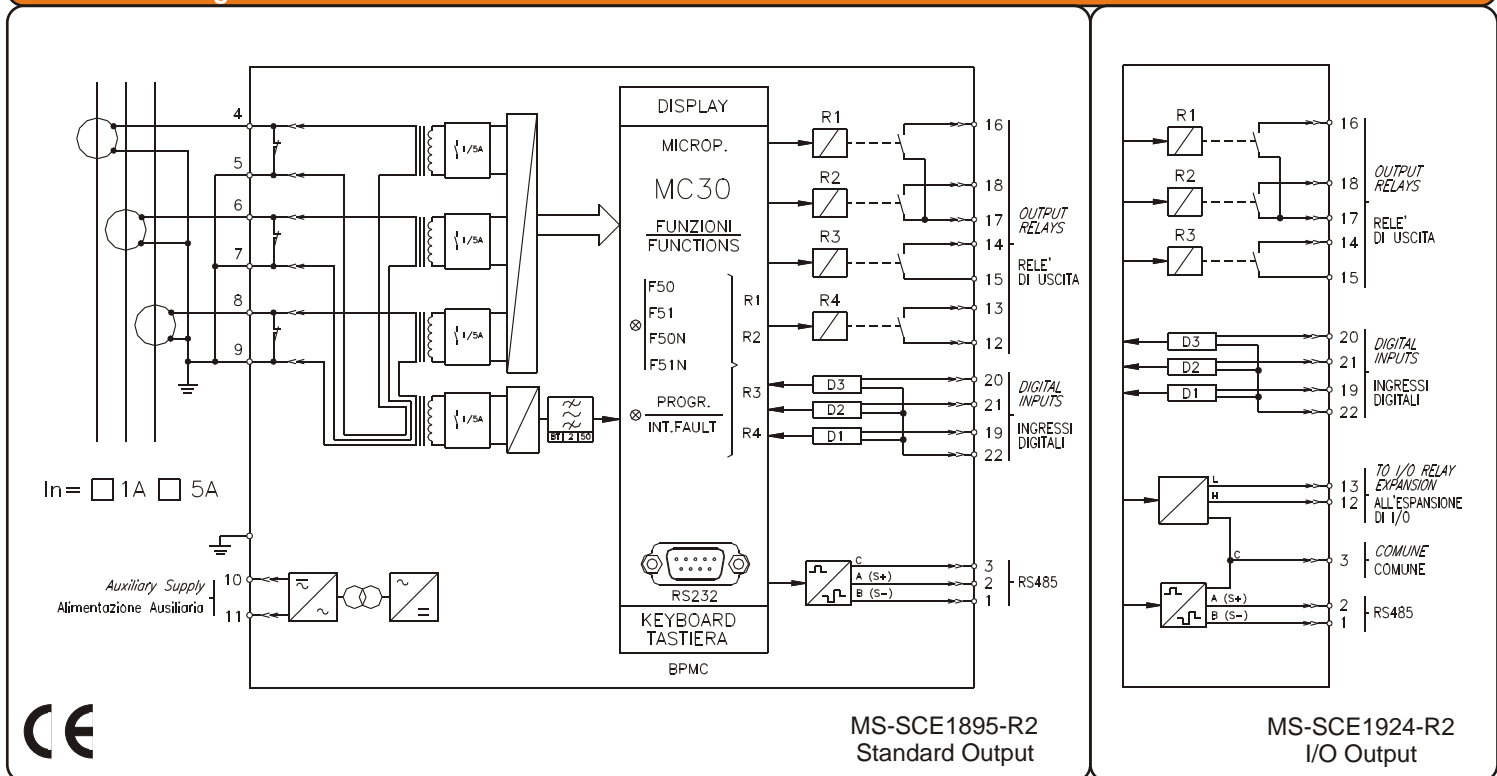 4
5
6
7
8
9
1/5A
1/5A
1/5A
1/5A
BT 2 50
In= 1A 5A
Auxiliary Supply
Alimentazione Ausiliaria
10
11
DISPLAY
MICROP.
MC30
FUNZIONI
FUNCTIONS
F50
F51
F50N
F51N
PROGR.
INT.FAULT
R1
R2
R3
R4
RS232
KEYBOARD
TASTIERA
BPMC
R1
R2
R3
R4
16
18
17
14
15
13
12
OUTPUT
RELAYS
RELE'
DI USCITA
D3
D2
D1
20
21
19
22
DIGITAL
INPUTS
INGRESSI
DIGITALI
C
A (S+)
B (S-)
3
2
1
RS485
CE
MS-SCE1895-R2
Standard Output
R1
R2
R3
16
18
17
14
15
OUTPUT
RELAYS
RELE'
DI USCITA
D3
D2
D1
20
21
19
22
DIGITAL
INPUTS
INGRESSI
DIGITALI
L
H
13
12
TO I/O RELAY
EXPANSION
ALL'ESPANSIONE
DI I/O
C
3
COMUNE
COMUNE
A (S+)
B (S-)
2
1
RS485
MS-SCE1924-R2
I/O Output